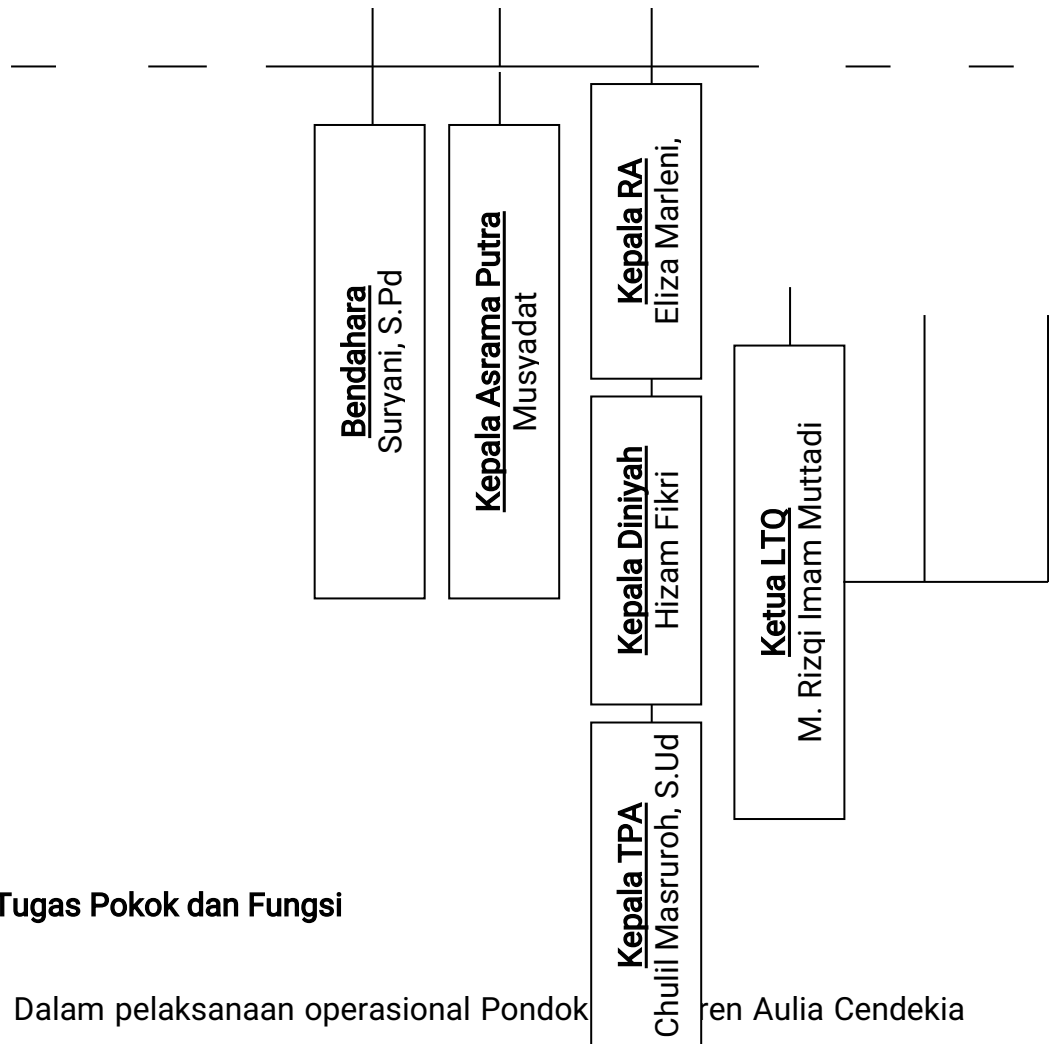 Bendahara
Suryani, S.Pd
Kepala Asrama Putra
Musyadat
Kepala RA
Eliza Marleni,
Kepala Diniyah
Hizam Fikri
Kepala TPA
Chulil Masruroh, S.Ud
Ketua LTQ
M. Rizqi Imam Muttadi
Tugas Pokok dan Fungsi
Dalam pelaksanaan operasional Pondok ren Aulia Cendekia